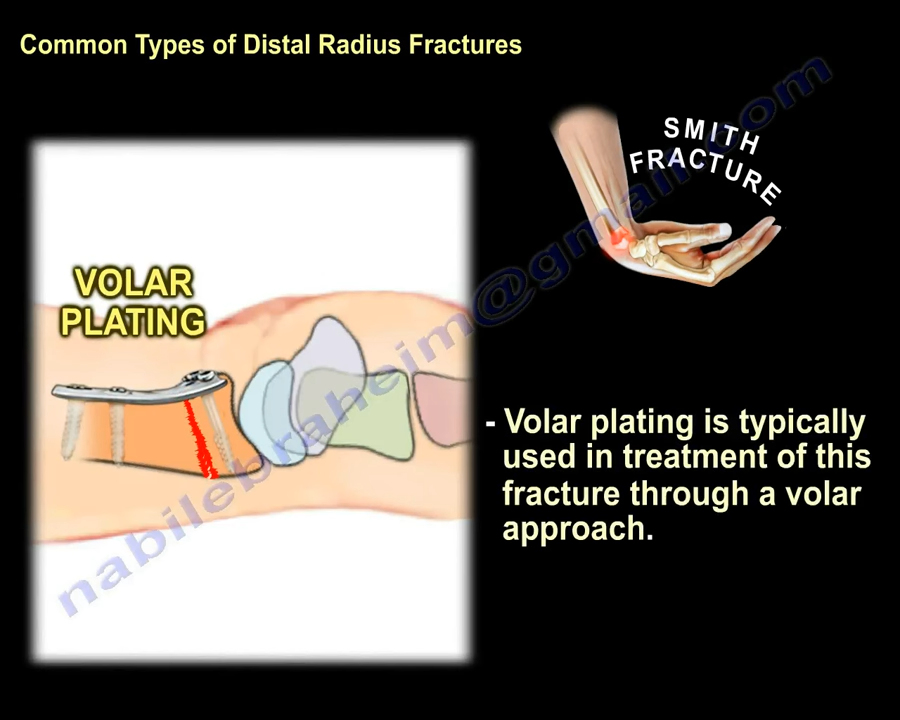 Common Types of Distal Radius Fractures
SMITH
FRACTURE
VOLAR
PLATING
- Volar plating is typically
used in treatment of this
fracture through a volar
approach.
nabilebraheim@gmail.com